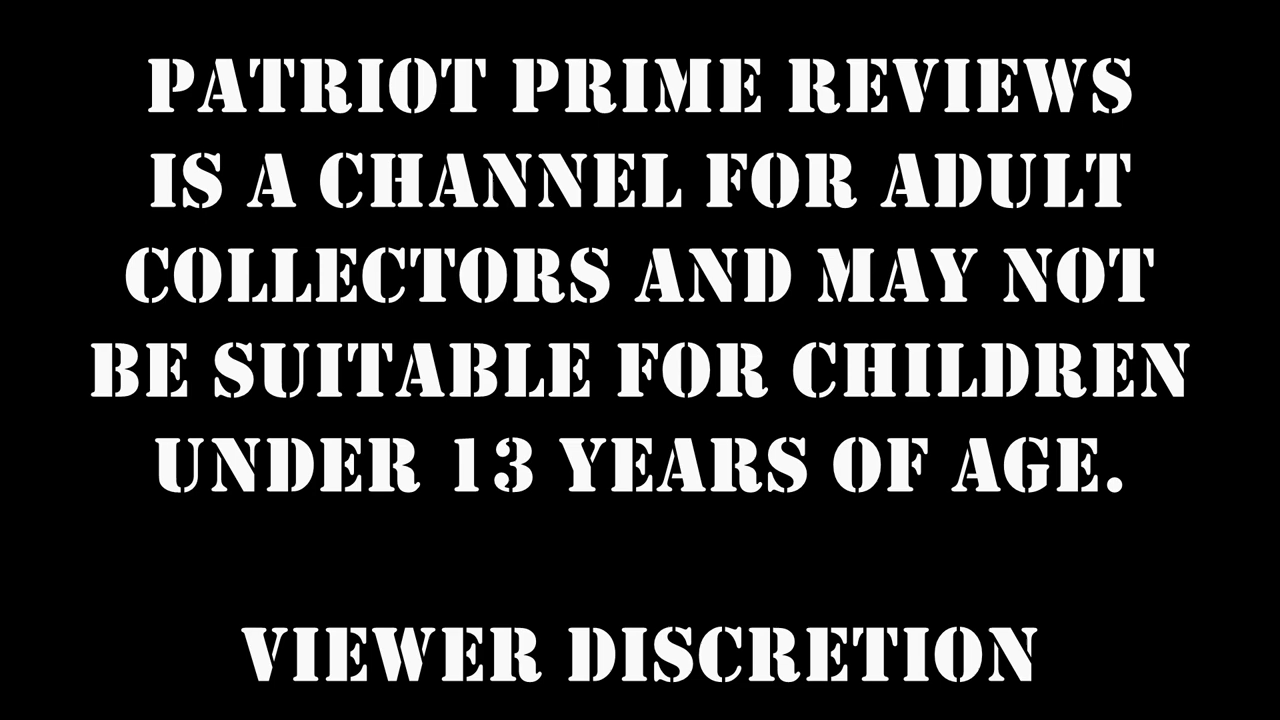 PATRIOT PRIME REVIEWS
IS A CHANNEL FOR ADULT
COLLECTORS AND MAY NOT
BE SUITABLE FOR CHILDREN
UNDER 13 YEARS OF AGE.
VIEWER DISCRETION